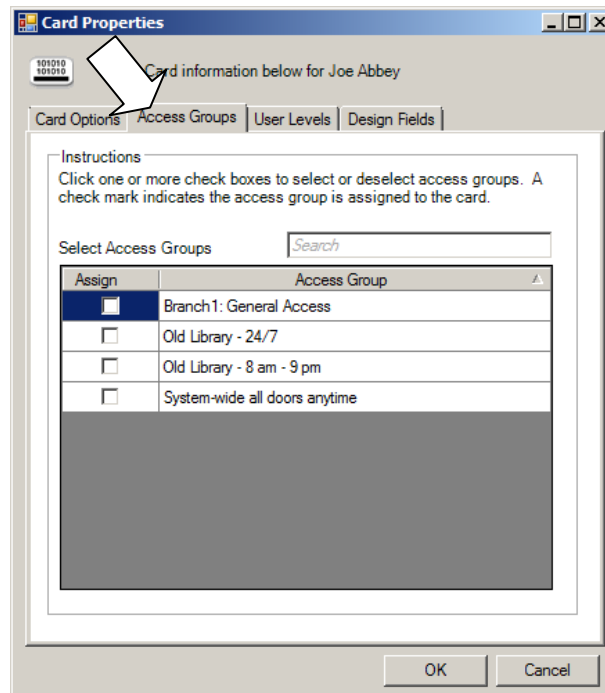 Card Properties
101010
101010
Card information below for Joe Abbey
Card Options Access Groups User Levels Design Fields
Instructions
Click one or more check boxes to select or deselect access groups. A
check mark indicates the access group is assigned to the card.
Select Access Groups Search
Assign Access Group
Branch1: General Access
Old Library - 24/7
Old Library - 8 am - 9 pm
System-wide all doors anytime
OK Cancel